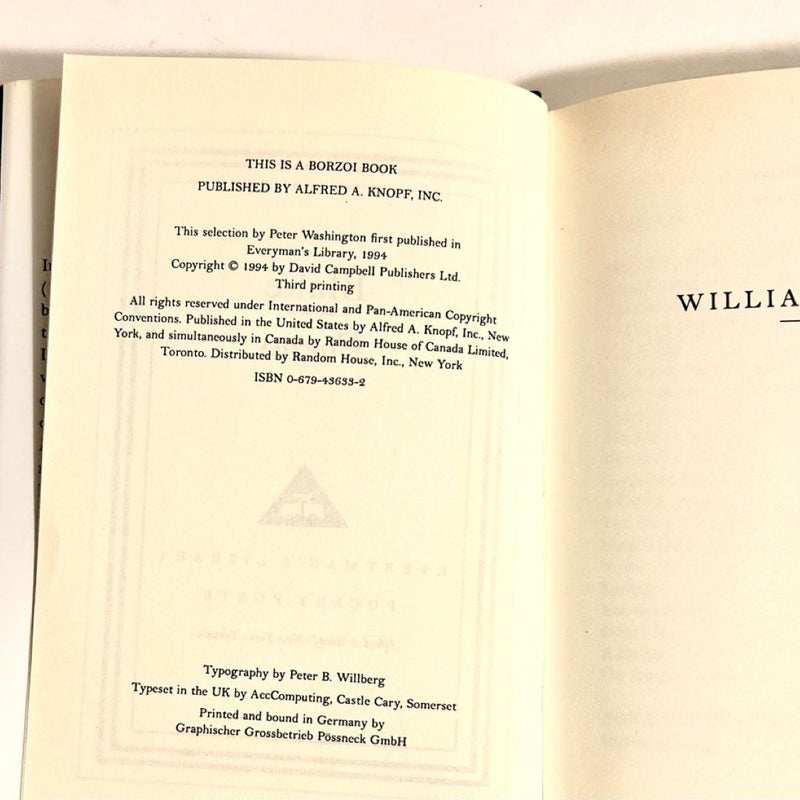 THIS IS A BORZOI BOOK
PUBLISHED BY ALFRED A. KNOPF, INC.
This selection by Peter Washington first published in
Everyman's Library, 1994
Copyright © 1994 by David Campbell Publishers Ltd.
Third printing
All rights reserved under International and Pan-American Copyright
Conventions. Published in the United States by Alfred A. Knopf, Inc., New
York, and simultaneously in Canada by Random House of Canada Limited,
Toronto. Distributed by Random House, Inc., New York
ISBN 0-679-43633-2
EVERYMAN'S LIBRARY
POCKET POETS
Typography by Peter B. Willberg
Typeset in the UK by AccComputing, Castle Cary, Somerset
Printed and bound in Germany by
Graphischer Grossbetrieb Pössneck GmbH
WILLIA